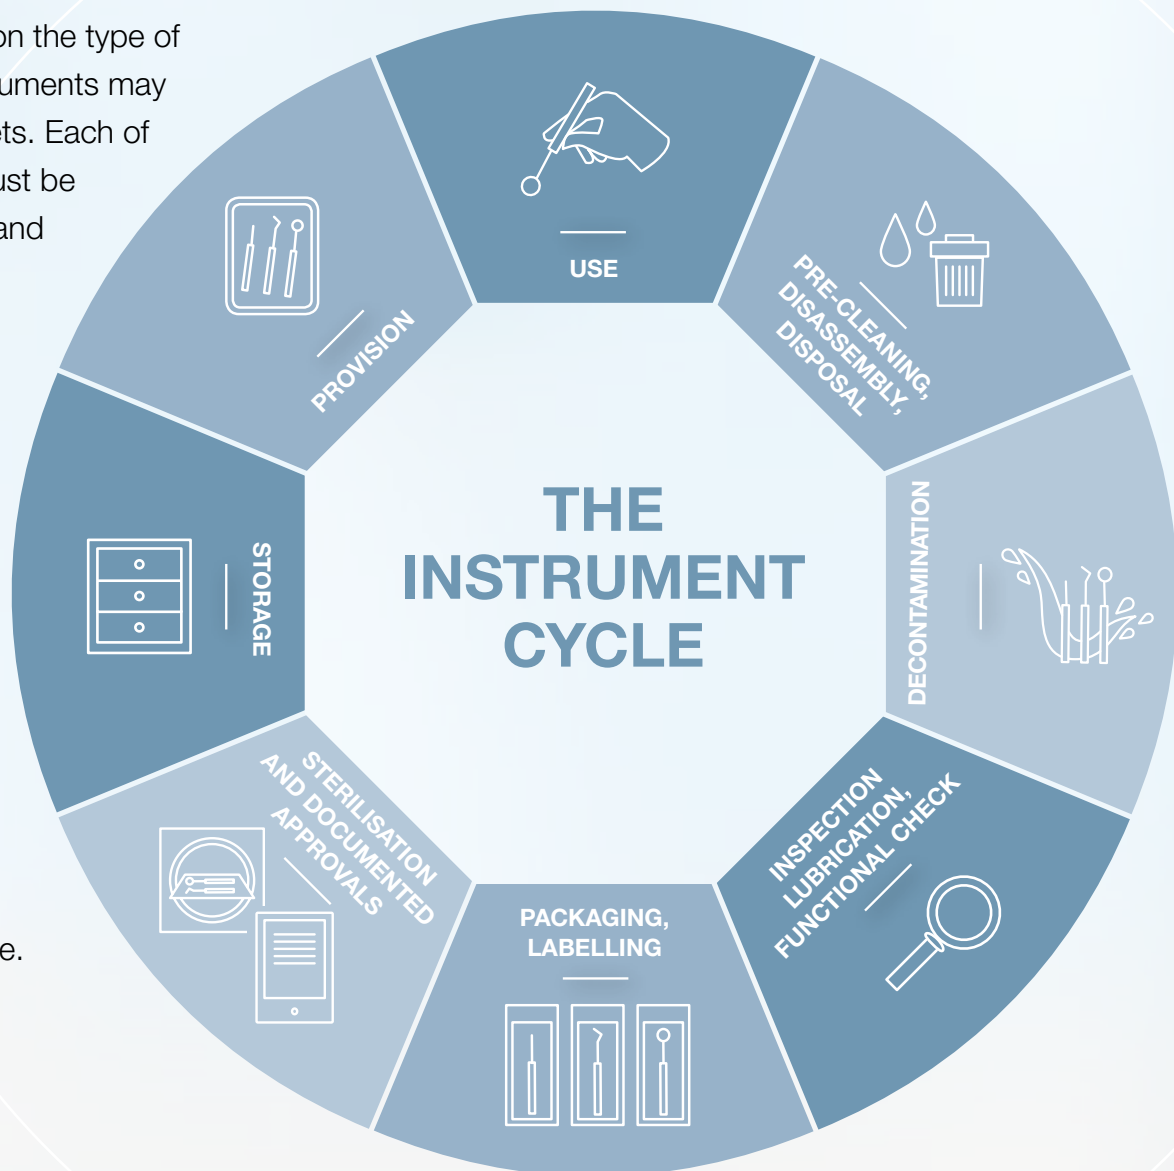 on the type of
uments may
ets. Each of
ust be
and
e.
THE
INSTRUMENT
CYCLE
USE
PRE-CLEANING,
DISASSEMBLY,
DISPOSAL
DECONTAMINATION
INSPECTION
LUBRICATION,
FUNCTIONAL CHECK
PACKAGING,
LABELLING
STERILISATION
AND DOCUMENTED
APPROVALS
STORAGE
PROVISION